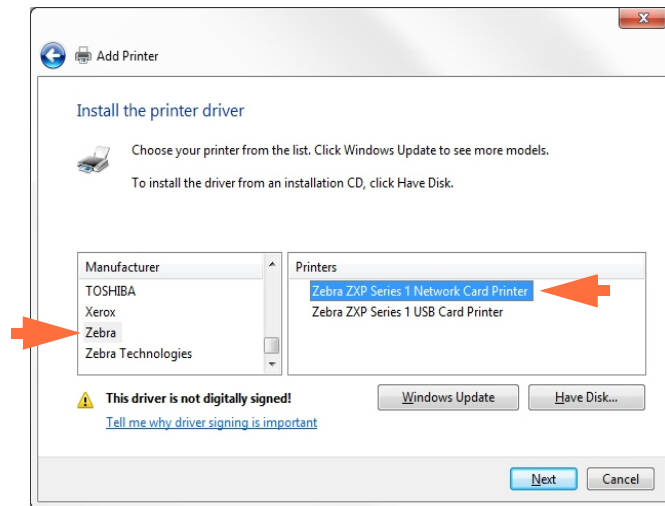 Add Printer
Install the printer driver
Choose your printer from the list. Click Windows Update to see more models.
To install the driver from an installation CD, click Have Disk.
Manufacturer
TOSHIBA
Xerox
Zebra
Zebra Technologies
Printers
Zebra ZXP Series 1 Network Card Printer
Zebra ZXP Series 1 USB Card Printer
This driver is not digitally signed!
Tell me why driver signing is important
Windows Update
Have Disk...
Next
Cancel